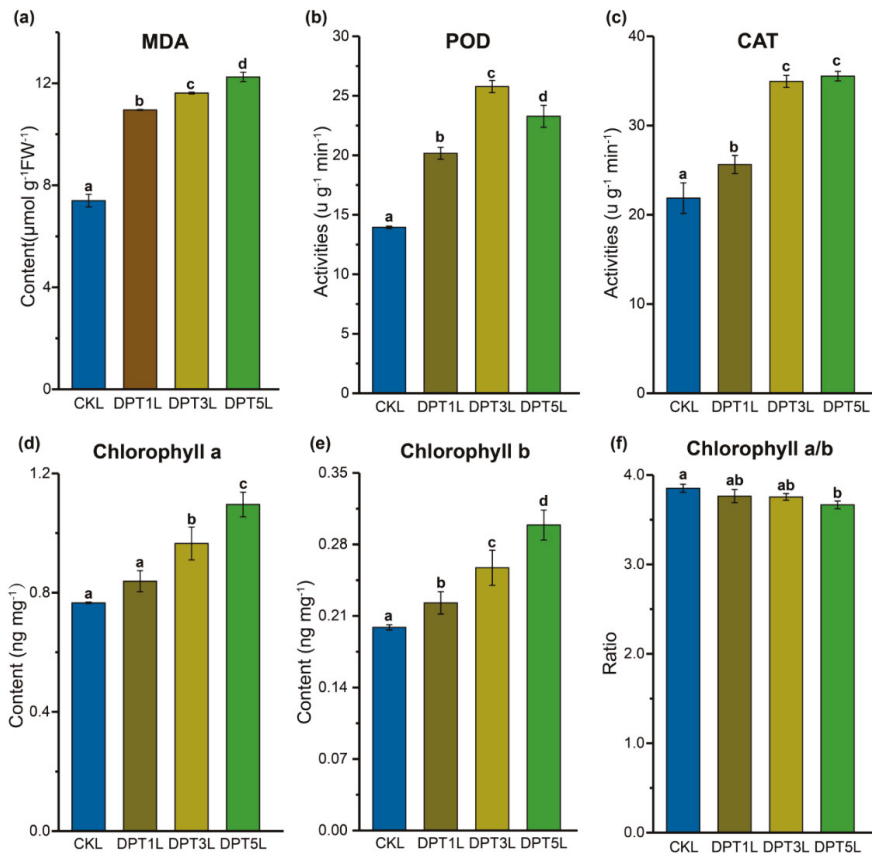 (a)
MDA
Content(μmol g⁻¹FW⁻¹)
16
12
8
4
0
a
b
c
d
CKL DPT1L DPT3L DPT5L
(b)
POD
Activities (u g⁻¹ min⁻¹)
30
25
20
15
10
5
0
a
b
c
d
CKL DPT1L DPT3L DPT5L
(c)
CAT
Activities (u g⁻¹ min⁻¹)
40
30
20
10
0
a
b
c
c
CKL DPT1L DPT3L DPT5L
(d)
Chlorophyll a
Content (ng mg⁻¹)
1.2
0.8
0.4
0.0
a
a
b
c
CKL DPT1L DPT3L DPT5L
(e)
Chlorophyll b
Content (ng mg⁻¹)
0.35
0.28
0.21
0.14
0.07
0.0
a
b
c
d
CKL DPT1L DPT3L DPT5L
(f)
Chlorophyll a/b
Ratio
4.0
3.0
2.0
1.0
0.0
a
ab
ab
b
CKL DPT1L DPT3L DPT5L